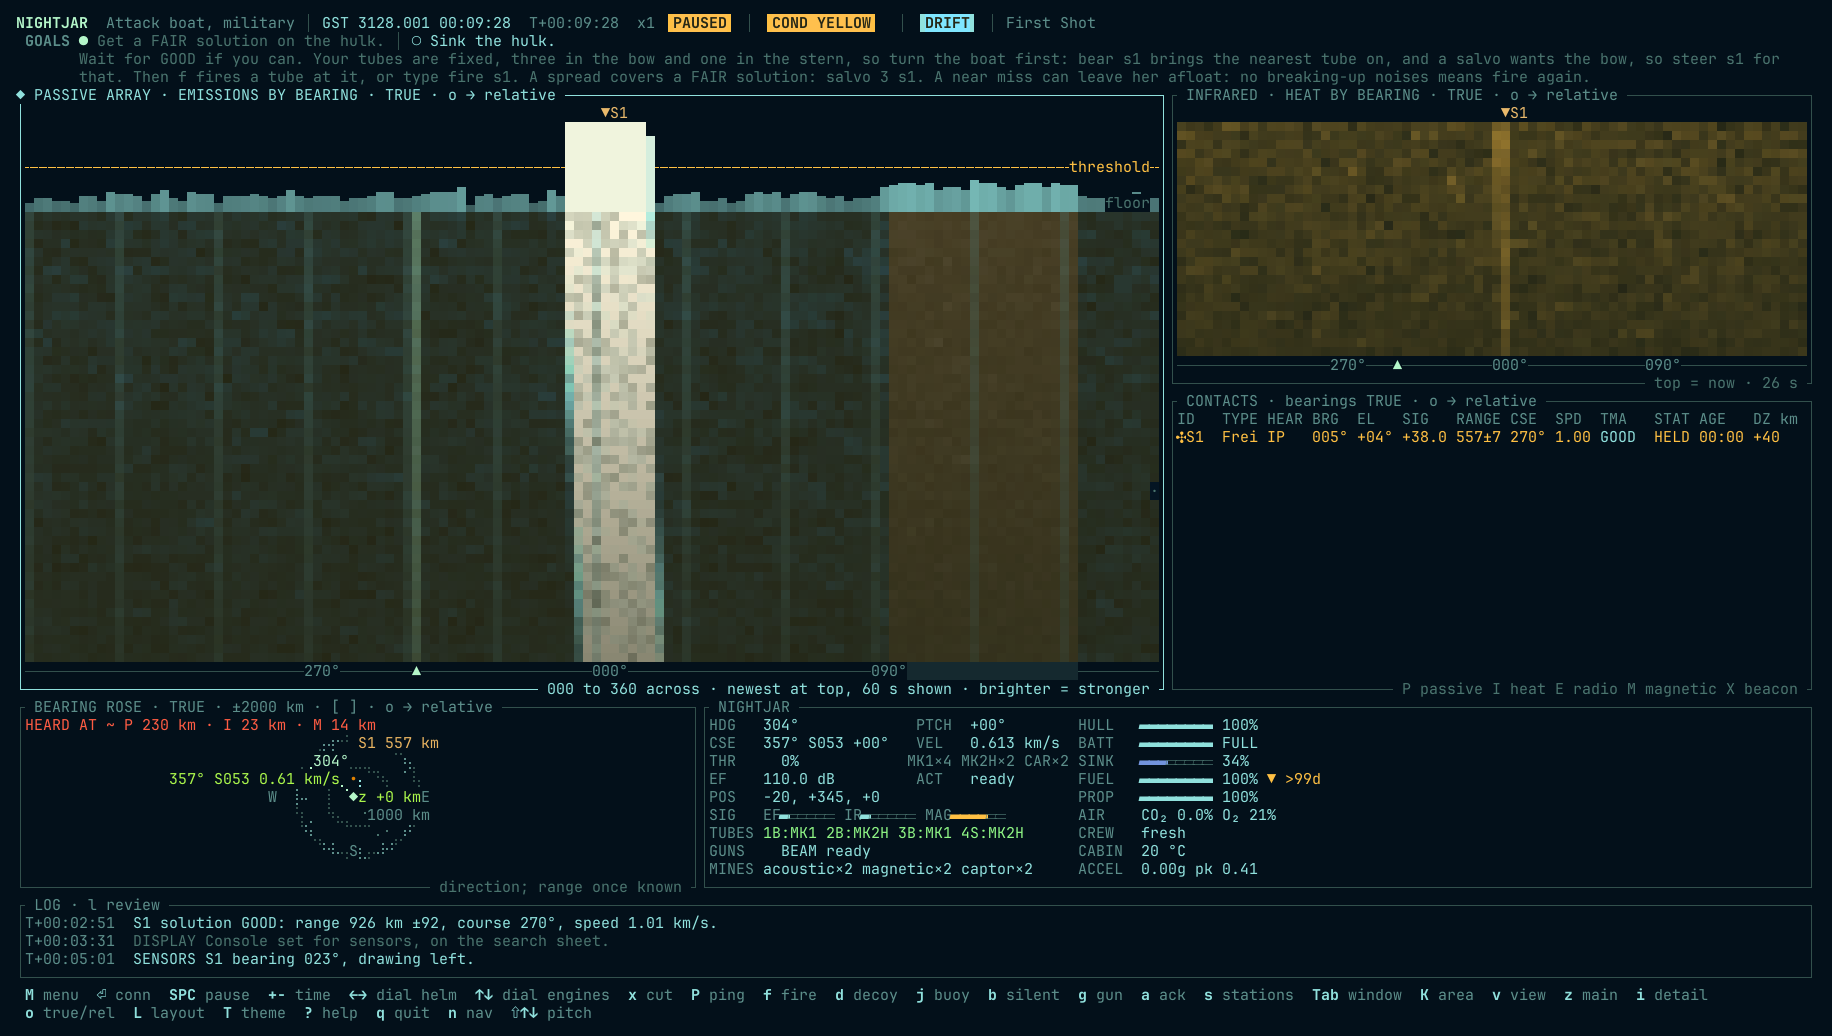 NIGHTJAR Attack boat, military GST 3128.001 00:09:28 T+00:09:28 x1 PAUSED COND YELLOW DRIFT First Shot
GOALS ● Get a FAIR solution on the hulk. ○ Sink the hulk.
Wait for GOOD if you can. Your tubes are fixed, three in the bow and one in the stern, so turn the boat first: bear s1 brings the nearest tube on, and a salvo wants the bow, so steer s1 for
that. Then f fires a tube at it, or type fire s1. A spread covers a FAIR solution: salvo 3 s1. A near miss can leave her afloat: no breaking-up noises means fire again.
◆ PASSIVE ARRAY · EMISSIONS BY BEARING · TRUE · o → relative
▼S1
threshold
floor
270° ▲ 000° 090°
000 to 360 across · newest at top, 60 s shown · brighter = stronger
INFRARED · HEAT BY BEARING · TRUE · o → relative
▼S1
270° ▲ 000° 090°
top = now · 26 s
CONTACTS · bearings TRUE · o → relative
ID TYPE HEAR BRG EL SIG RANGE CSE SPD TMA STAT AGE DZ km
S1 Frei IP 005° +04° +38.0 557±7 270° 1.00 GOOD HELD 00:00 +40
P passive I heat E radio M magnetic X beacon
BEARING ROSE · TRUE · ±2000 km · [ ] · o → relative
HEARD AT ~ P 230 km · I 23 km · M 14 km
S1 557 km
304°
357° S053 0.61 km/s
W ◆z +0 kmE
1000 km
S
direction; range once known
NIGHTJAR
HDG 304° PTCH +00° HULL 100%
CSE 357° S053 +00° VEL 0.613 km/s BATT FULL
THR 0% MK1×4 MK2H×2 CAR×2 SINK 34%
EF 110.0 dB ACT ready FUEL 100% ▼ >99d
POS -20, +345, +0 PROP 100%
SIG EF IR MAG AIR CO₂ 0.0% O₂ 21%
TUBES 1B:MK1 2B:MK2H 3B:MK1 4S:MK2H CREW fresh
GUNS BEAM ready CABIN 20 °C
MINES acoustic×2 magnetic×2 captor×2 ACCEL 0.00g pk 0.41
LOG · l review
T+00:02:51 S1 solution GOOD: range 926 km ±92, course 270°, speed 1.01 km/s.
T+00:03:31 DISPLAY Console set for sensors, on the search sheet.
T+00:05:01 SENSORS S1 bearing 023°, drawing left.
M menu ⏎ conn SPC pause +- time ←→ dial helm ↑↓ dial engines x cut P ping f fire d decoy j buoy b silent g gun a ack s stations Tab window K area v view z main i detail
o true/rel L layout T theme ? help q quit n nav ⇧↑↓ pitch